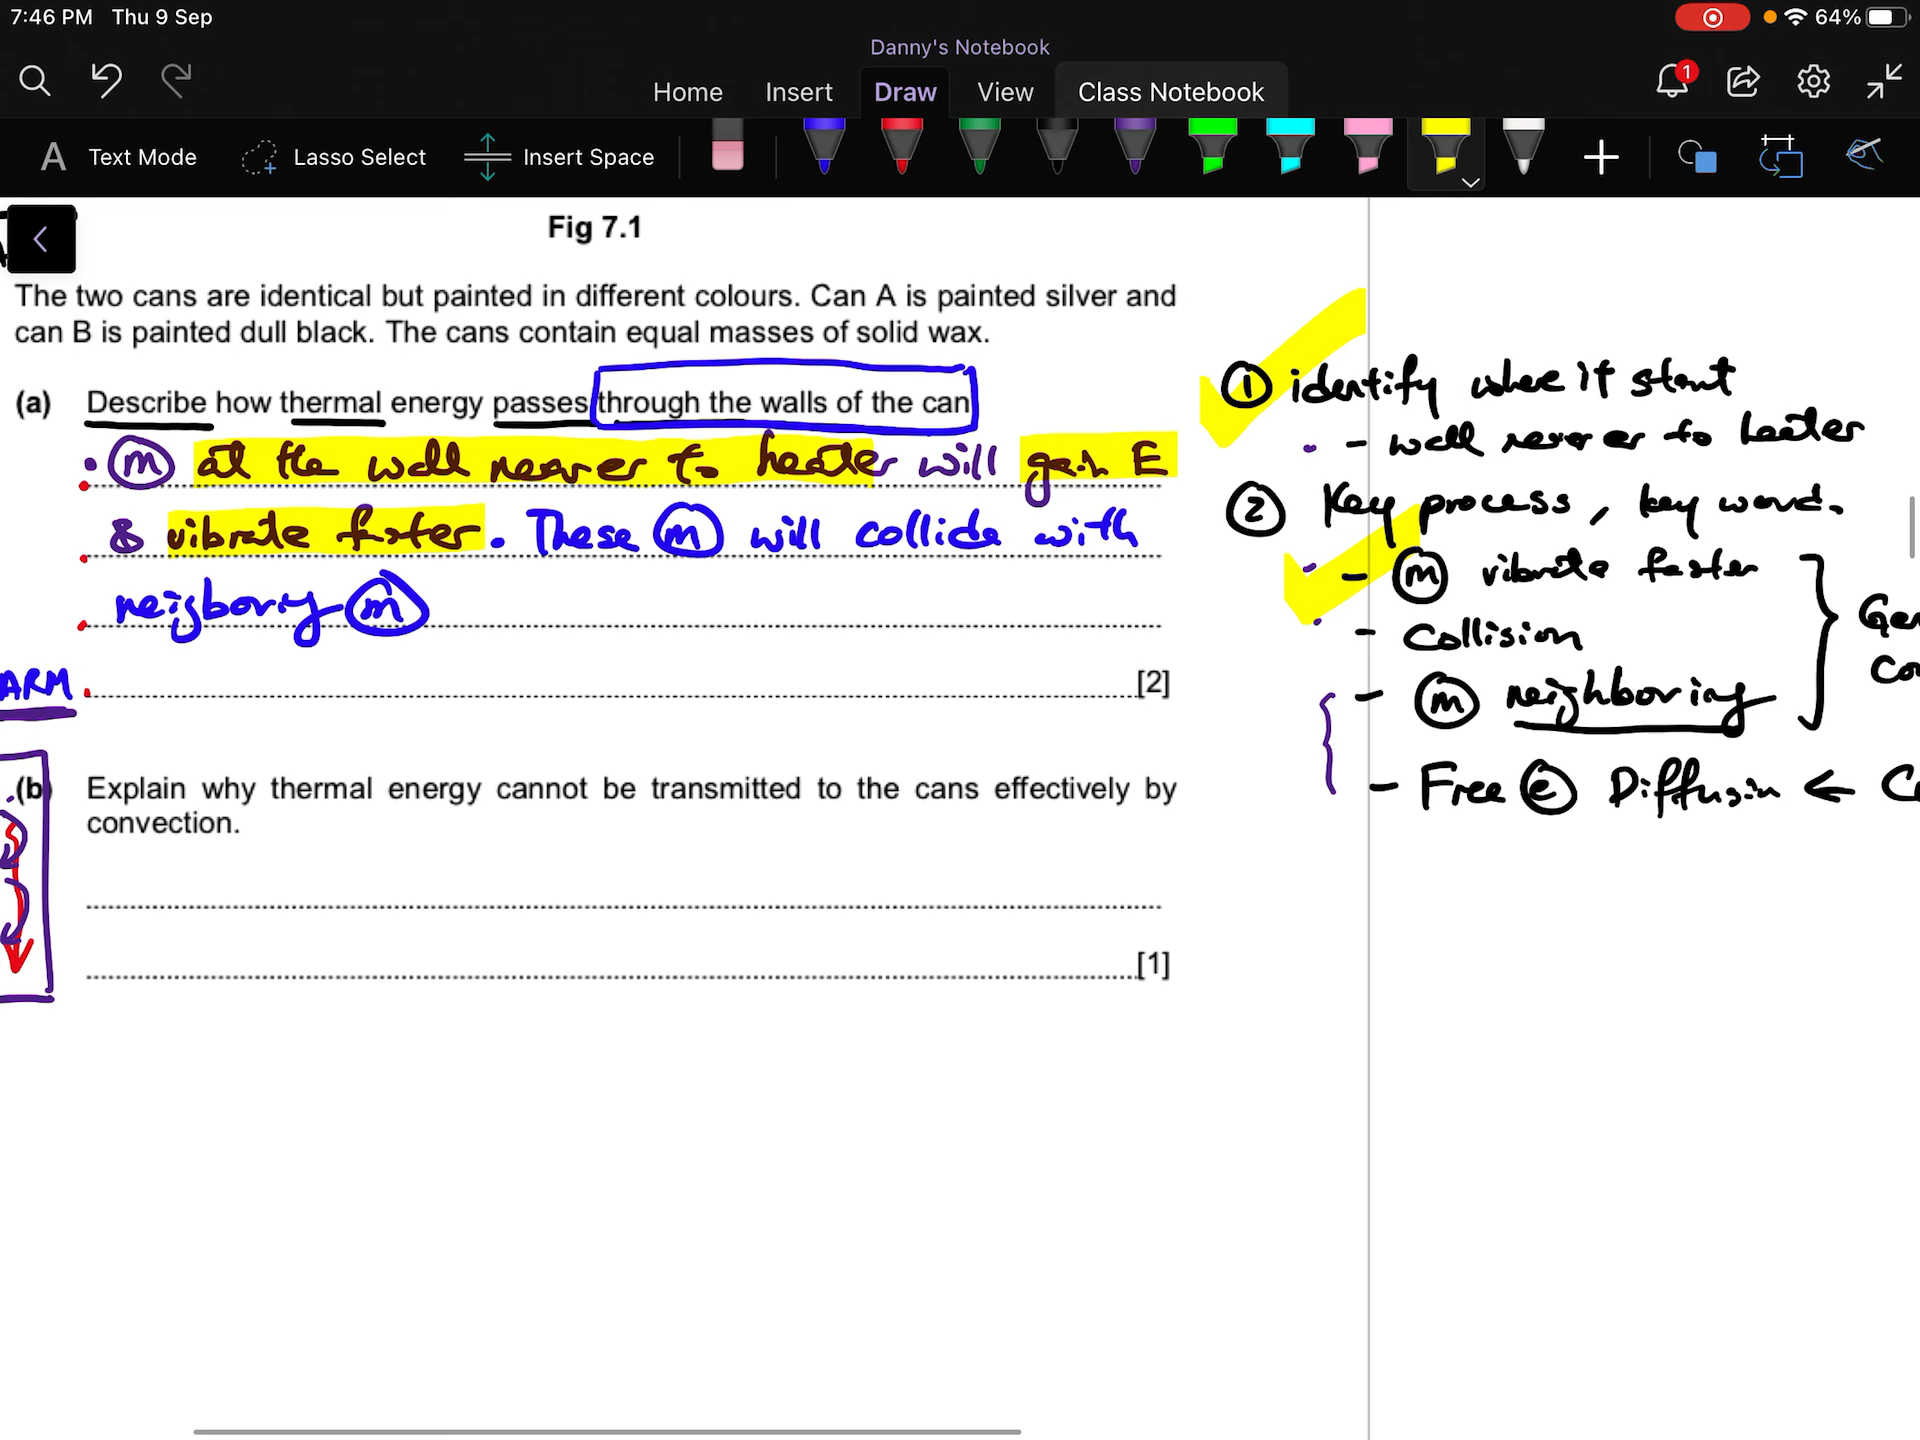 7:46 PM Thu 9 Sep
64%
Danny's Notebook
Home Insert Draw View Class Notebook
1
A Text Mode Lasso Select Insert Space
Fig 7.1
The two cans are identical but painted in different colours. Can A is painted silver and
can B is painted dull black. The cans contain equal masses of solid wax.
(a) Describe how thermal energy passes through the walls of the can
• m at the wall nearer to heater will gain E
& vibrate faster. These m will collide with
neigboring m
ARM
[2]
(b) Explain why thermal energy cannot be transmitted to the cans effectively by
convection.
[1]
① identify where it start
- wall nearer to heater
② Key process, key word.
- m vibrate faster
- Collision
- m neighboring
- Free e Diffusion ← C
Gen
Co